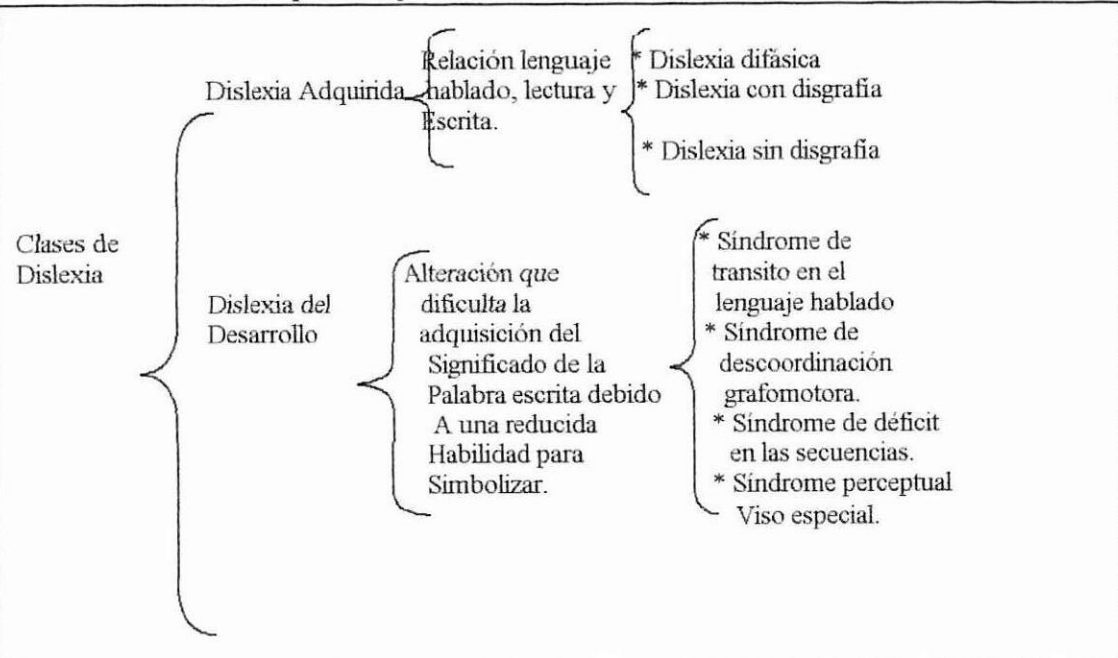 Clases de
Dislexia
Dislexia Adquirida
Relación lenguaje
hablado, lectura y
Escrita.
* Dislexia difásica
* Dislexia con disgrafía
* Dislexia sin disgrafía
Dislexia del
Desarrollo
Alteración que
dificulta la
adquisición del
Significado de la
Palabra escrita debido
A una reducida
Habilidad para
Simbolizar.
* Síndrome de
transito en el
lenguaje hablado
* Síndrome de
descoordinación
grafomotora.
* Síndrome de déficit
en las secuencias.
* Síndrome perceptual
Viso especial.